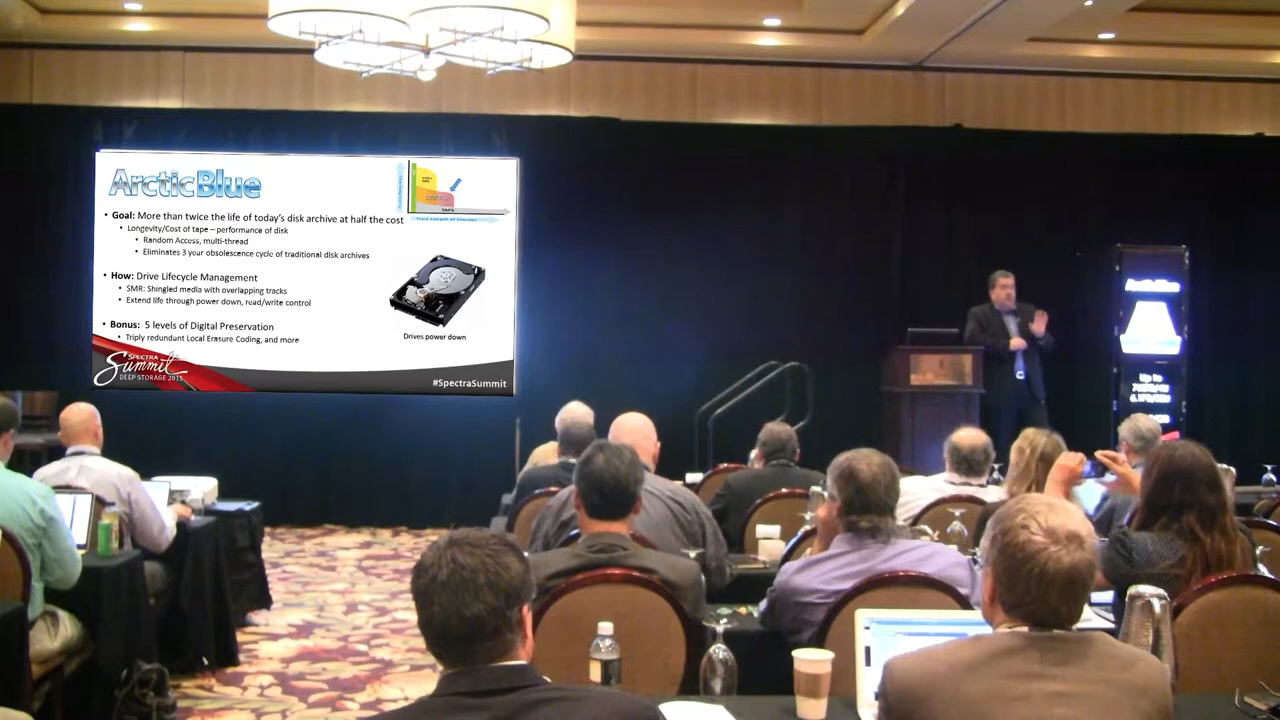 ArcticBlue
• Goal: More than twice the life of today's disk archive at half the cost
• Longevity/Cost of tape – performance of disk
• Random Access, multi-thread
• Eliminates 3 year obsolescence cycle of traditional disk archives
• How: Drive Lifecycle Management
• SMR: Shingled media with overlapping tracks
• Extend life through power down, read/write control
• Bonus: 5 levels of Digital Preservation
• Triply redundant Local Erasure Coding, and more
TAPE
Drives power down
SPECTRA
Summit
DEEP STORAGE 2015
#SpectraSummit
ArcticBlue
Up to